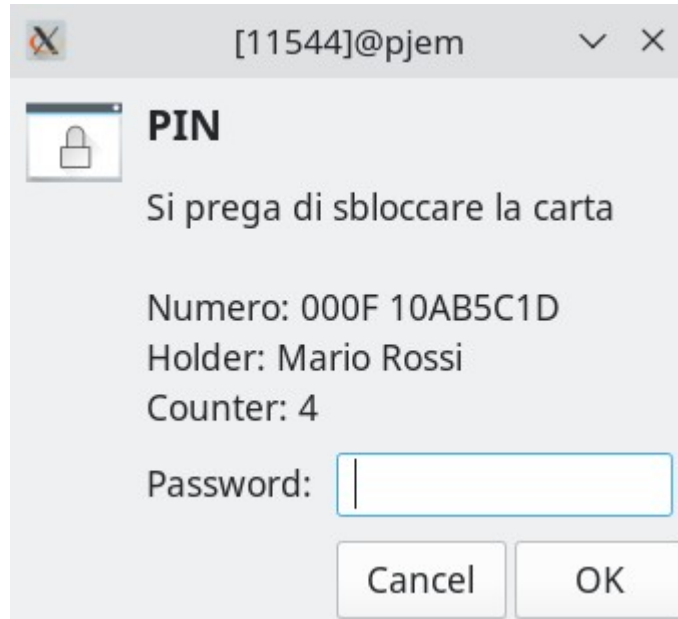 [11544]@pjem
PIN
Si prega di sbloccare la carta
Numero: 000F 10AB5C1D
Holder: Mario Rossi
Counter: 4
Password:
Cancel OK